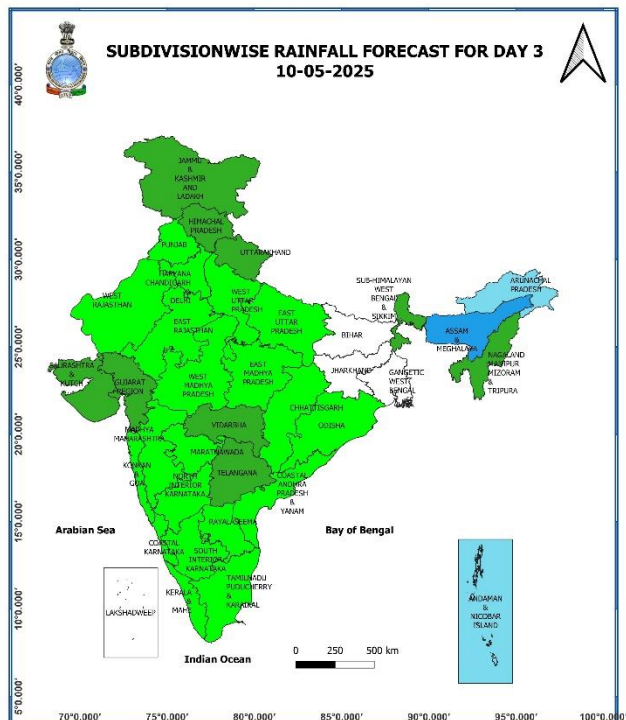 SUBDIVISIONWISE RAINFALL FORECAST FOR DAY 3
10-05-2025
40°0.000'
35°0.000'
30°0.000'
25°0.000'
20°0.000'
15°0.000'
10°0.000'
5°0.000'
JAMMU
&
KASHMIR
AND
LADAKH
HIMACHAL
PRADESH
PUNJAB
UTTARAKHAND
HARYANA
CHANDIGARH
&
DELHI
WEST
RAJASTHAN
WEST
UTTAR
PRADESH
EAST
UTTAR
PRADESH
EAST
RAJASTHAN
SUB-HIMALAYAN
WEST
BENGAL
&
SIKKIM
ARUNACHAL
PRADESH
ASSAM
&
MEGHALAYA
NAGALAND
MANIPUR
MIZORAM
&
TRIPURA
BIHAR
JHARKHAND
GANGETIC
WEST
BENGAL
SAURASHTRA
&
KUTCH
GUJARAT
REGION
WEST
MADHYA
PRADESH
EAST
MADHYA
PRADESH
CHHATTISGARH
ODISHA
VIDARBHA
MADHYA
MAHARASHTRA
MARATHAWADA
TELANGANA
KONKAN
&
GOA
NORTH
INTERIOR
KARNATAKA
COASTAL
ANDHRA
PRADESH
&
YANAM
RAYALASEEMA
Arabian Sea
Bay of Bengal
COASTAL
KARNATAKA
SOUTH
INTERIOR
KARNATAKA
TAMILNADU
PUDUCHERRY
&
KARAIKAL
KERALA
&
MAHE
LAKSHADWEEP
ANDAMAN
&
NICOBAR
ISLAND
Indian Ocean
0 250 500 km
70°0.000' 75°0.000' 80°0.000' 85°0.000' 90°0.000' 95°0.000' 100°0.000'